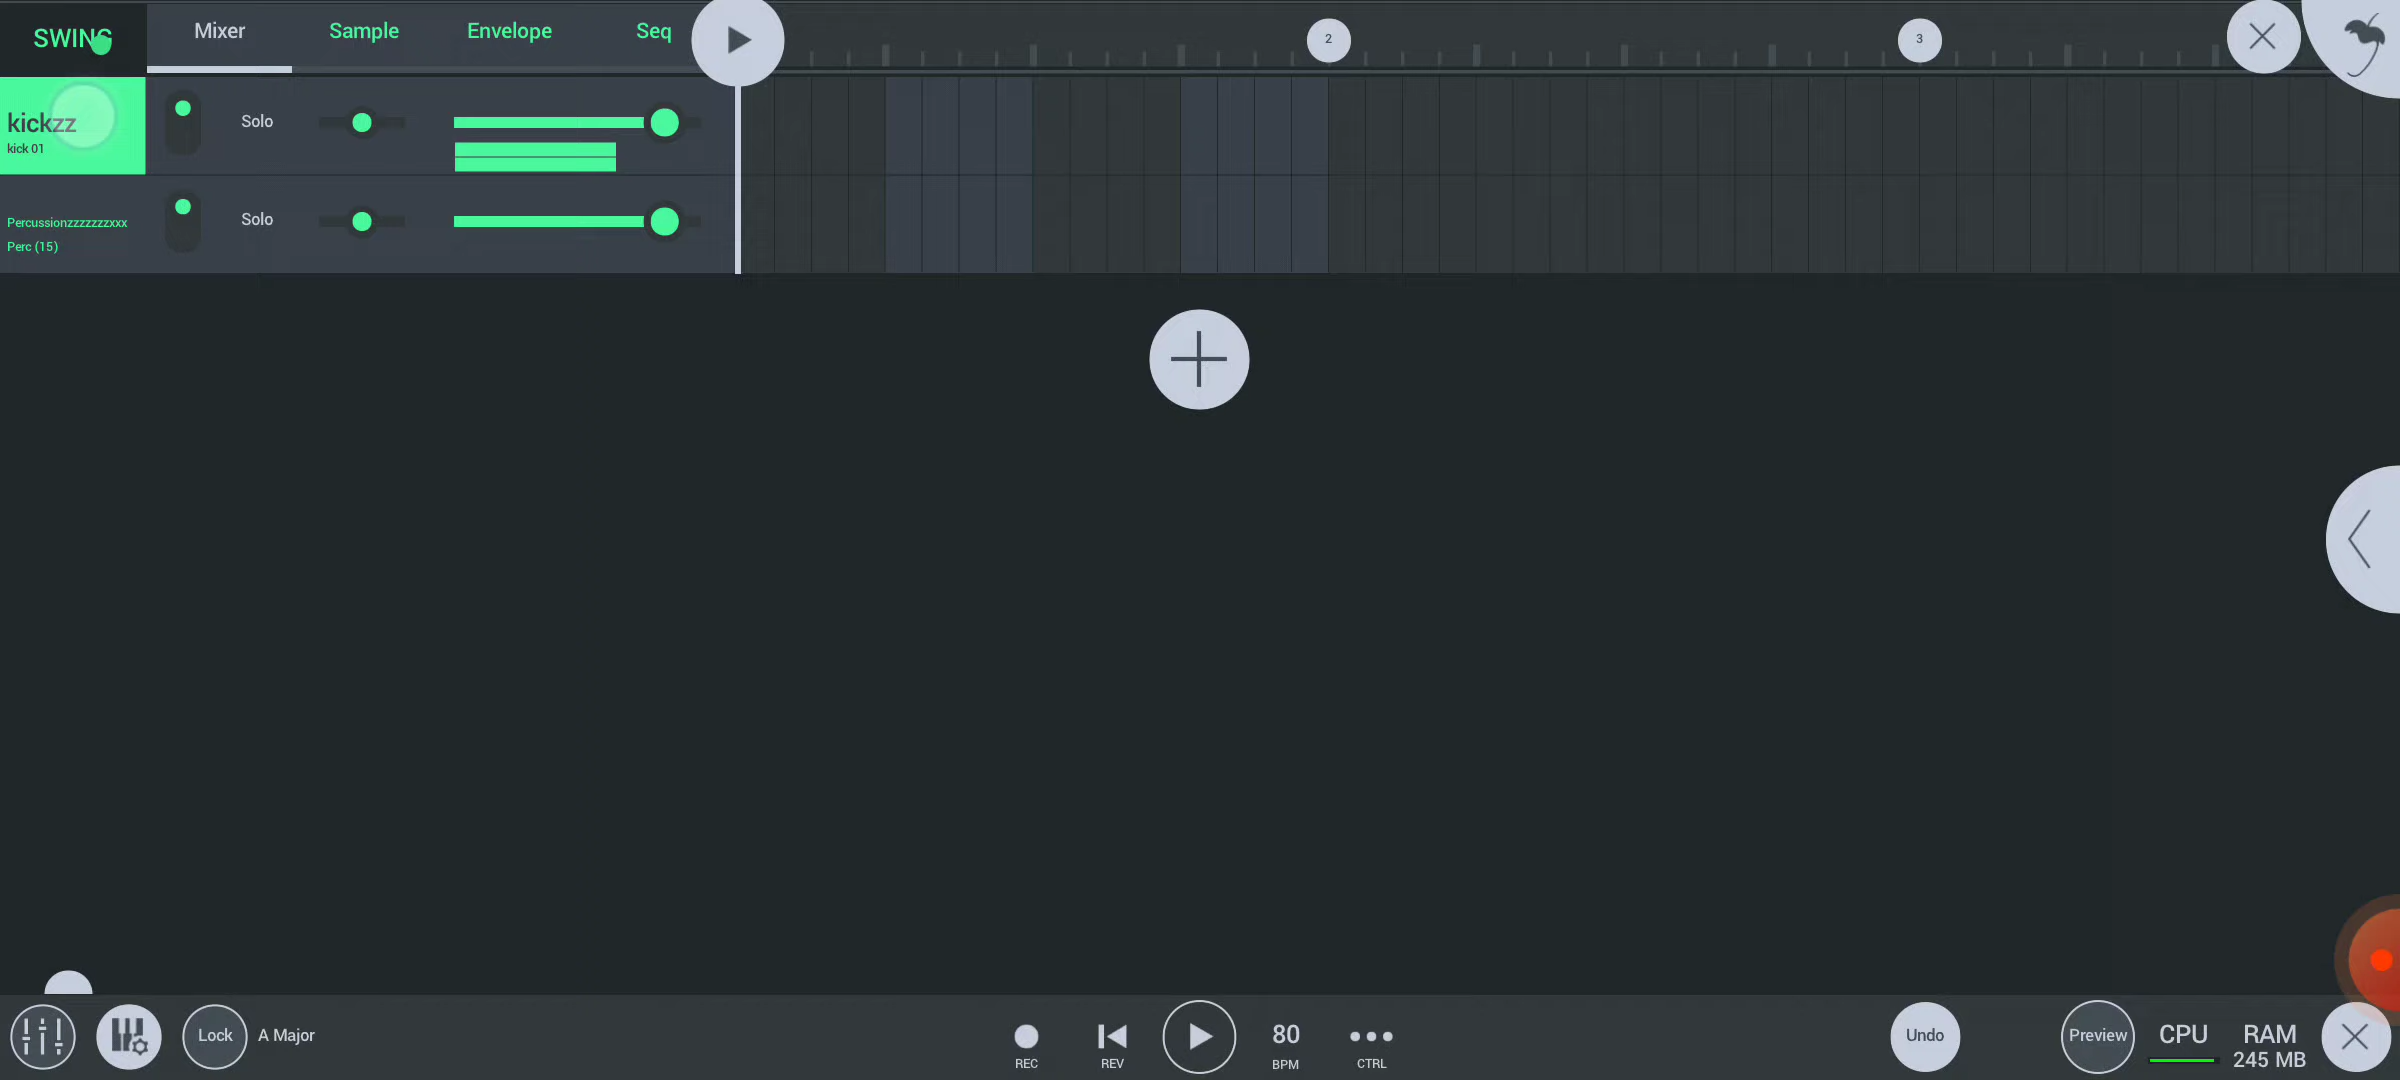 SWING Mixer Sample Envelope Seq 2 3
kickzz Solo
kick 01
Percussionzzzzzzzxxx Solo
Perc (15)
Lock A Major 80 Undo Preview CPU RAM
REC REV BPM CTRL 245 MB